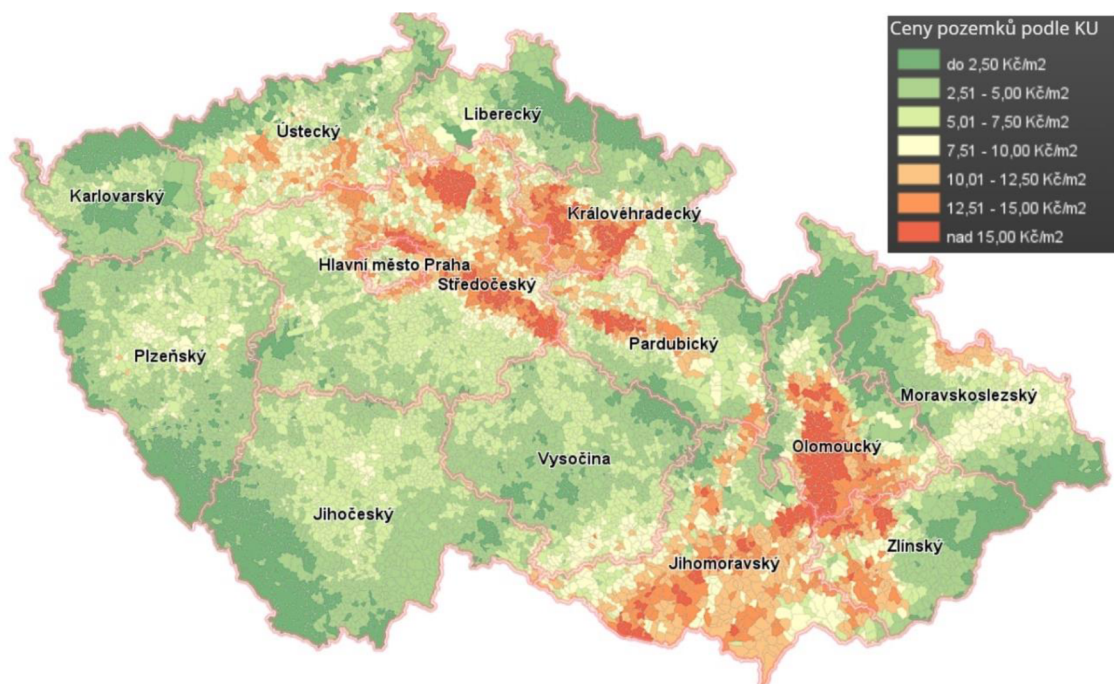 Ceny pozemků podle KU
do 2,50 Kč/m2
2,51 - 5,00 Kč/m2
5,01 - 7,50 Kč/m2
7,51 - 10,00 Kč/m2
10,01 - 12,50 Kč/m2
12,51 - 15,00 Kč/m2
nad 15,00 Kč/m2
Liberecký
Ústecký
Karlovarský
Královéhradecký
Hlavní město Praha
Středočeský
Pardubický
Plzeňský
Moravskoslezský
Olomoucký
Vysočina
Jihočeský
Zlínský
Jihomoravský